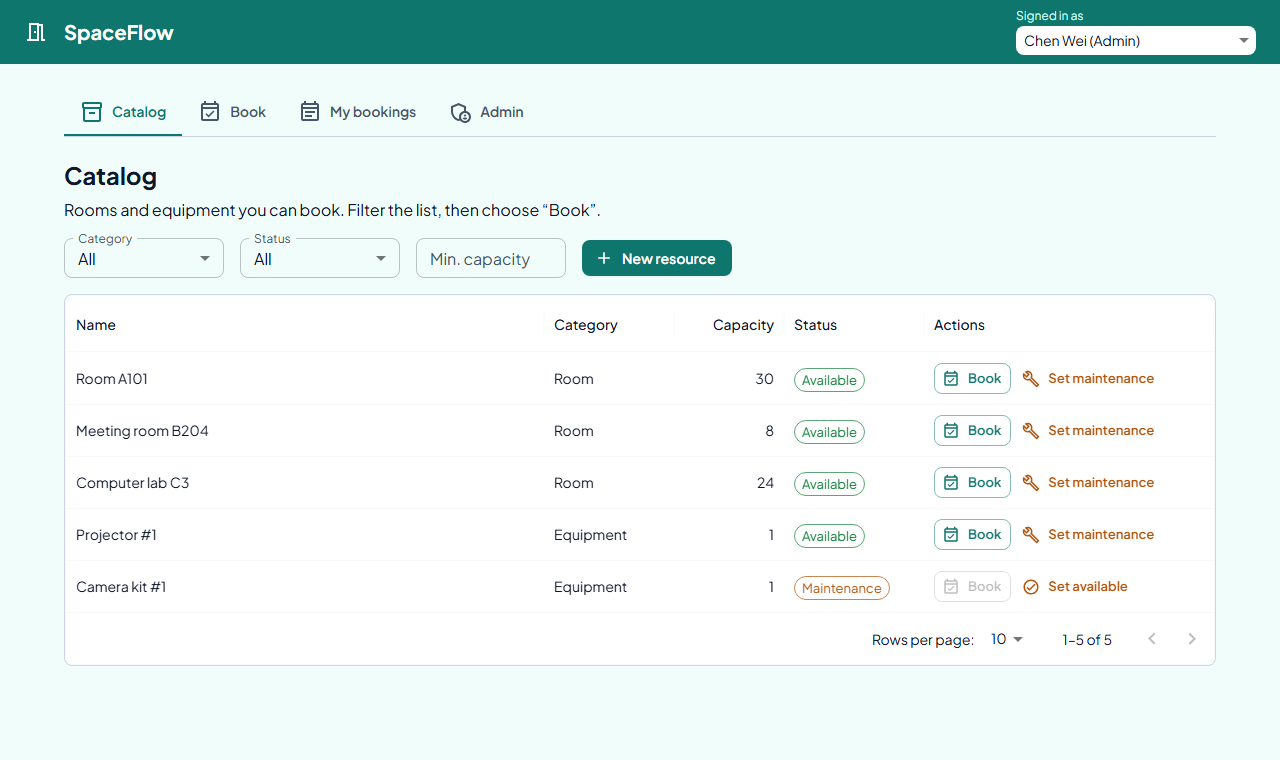 SpaceFlow
Signed in as
Chen Wei (Admin)
Catalog Book My bookings Admin
Catalog
Rooms and equipment you can book. Filter the list, then choose “Book”.
Category Status
All All Min. capacity New resource
Name Category Capacity Status Actions
Room A101 Room 30 Available Book Set maintenance
Meeting room B204 Room 8 Available Book Set maintenance
Computer lab C3 Room 24 Available Book Set maintenance
Projector #1 Equipment 1 Available Book Set maintenance
Camera kit #1 Equipment 1 Maintenance Book Set available
Rows per page: 10 1–5 of 5